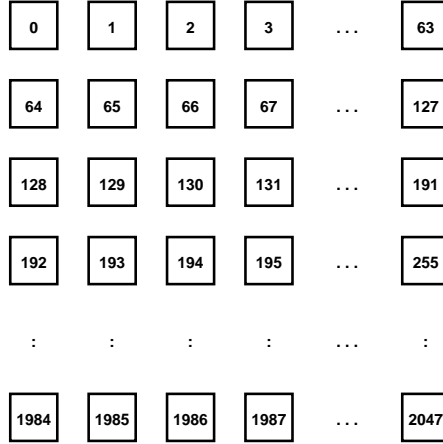 0 1 2 3 . . . 63
64 65 66 67 . . . 127
128 129 130 131 . . . 191
192 193 194 195 . . . 255
: : : : . . . :
1984 1985 1986 1987 . . . 2047